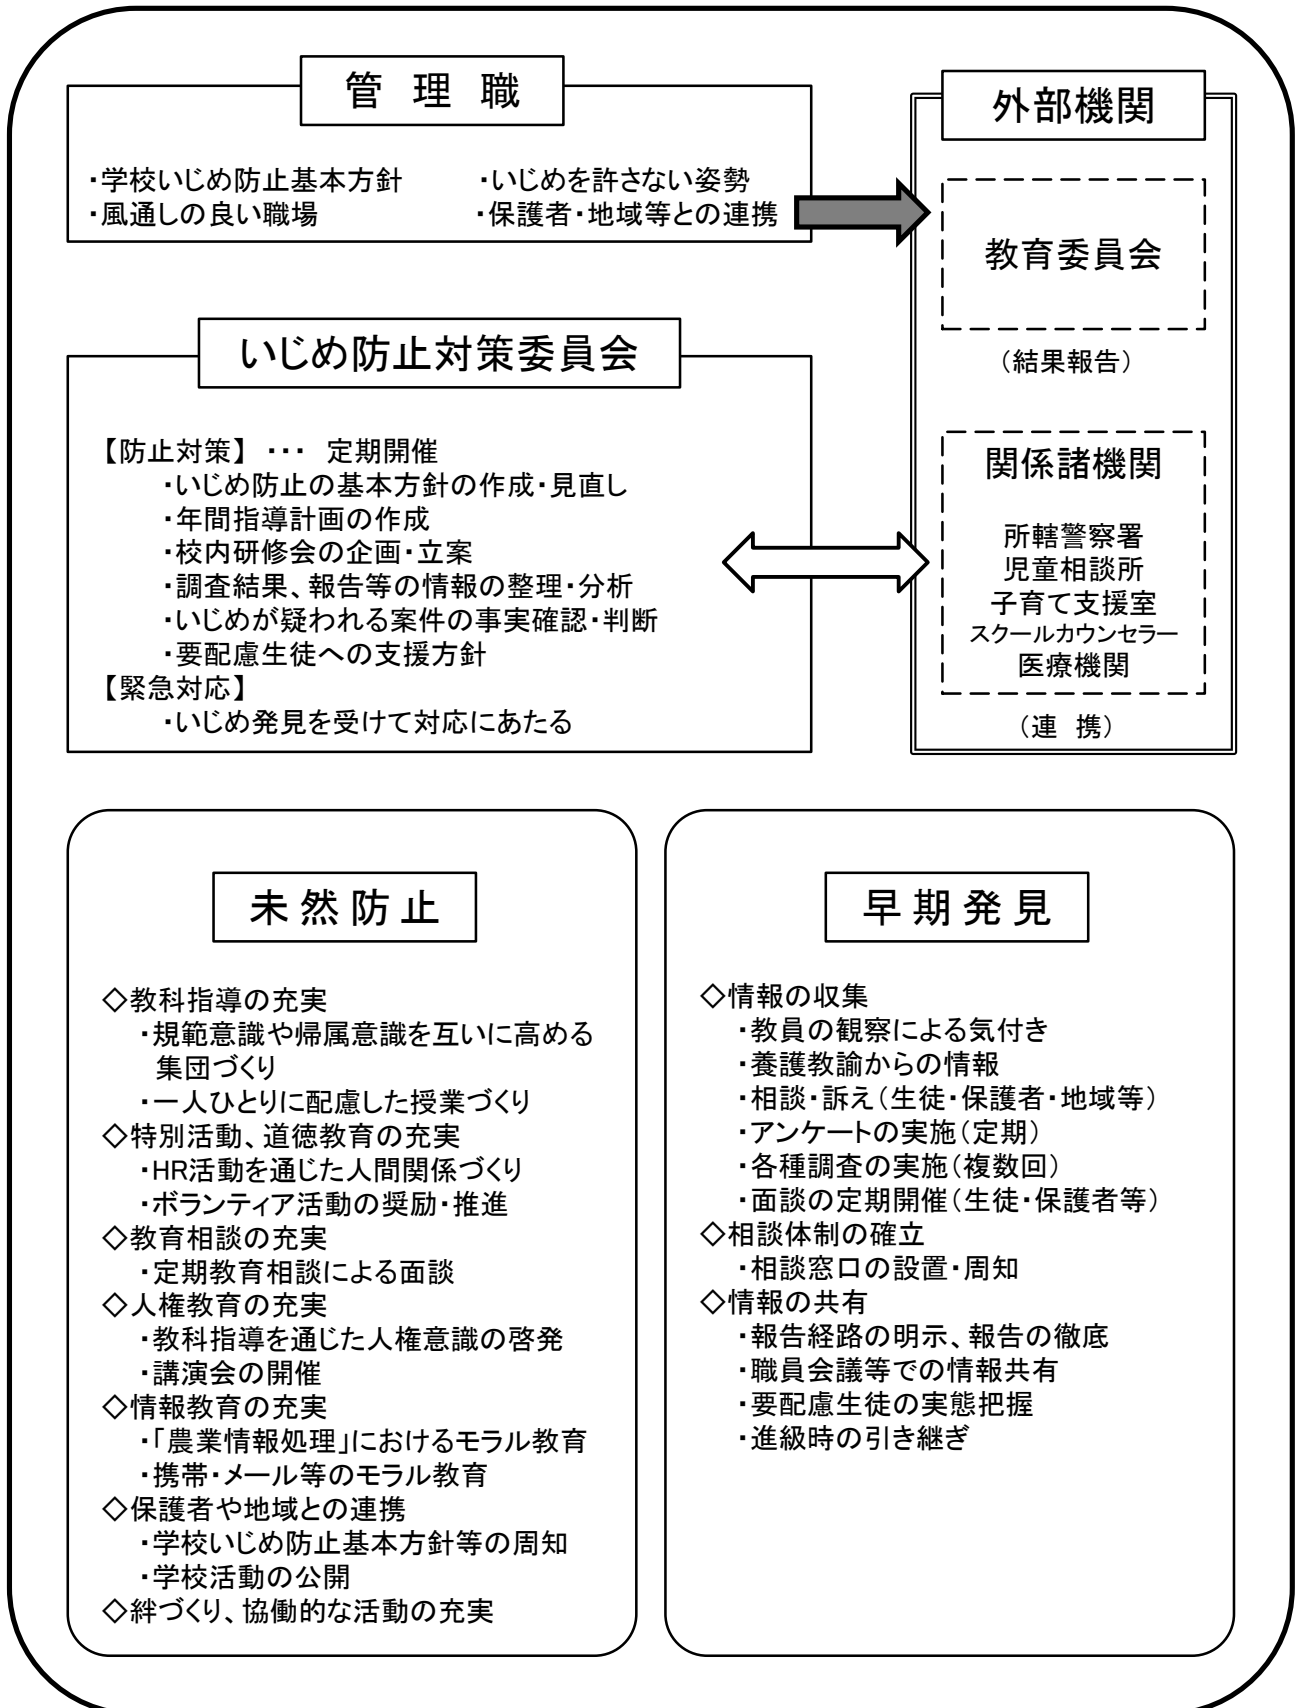 管 理 職
・学校いじめ防止基本方針
・いじめを許さない姿勢
・風通しの良い職場
・保護者・地域等との連携
外部機関
教育委員会
（結果報告）
関係諸機関
所轄警察署
児童相談所
子育て支援室
スクールカウンセラー
医療機関
（連 携）
いじめ防止対策委員会
【防止対策】 ・・・ 定期開催
・いじめ防止の基本方針の作成・見直し
・年間指導計画の作成
・校内研修会の企画・立案
・調査結果、報告等の情報の整理・分析
・いじめが疑われる案件の事実確認・判断
・要配慮生徒への支援方針
【緊急対応】
・いじめ発見を受けて対応にあたる
未然防止
◇教科指導の充実
・規範意識や帰属意識を互いに高める
集団づくり
・一人ひとりに配慮した授業づくり
◇特別活動、道徳教育の充実
・HR活動を通じた人間関係づくり
・ボランティア活動の奨励・推進
◇教育相談の充実
・定期教育相談による面談
◇人権教育の充実
・教科指導を通じた人権意識の啓発
・講演会の開催
◇情報教育の充実
・「農業情報処理」におけるモラル教育
・携帯・メール等のモラル教育
◇保護者や地域との連携
・学校いじめ防止基本方針等の周知
・学校活動の公開
◇絆づくり、協働的な活動の充実
早期発見
◇情報の収集
・教員の観察による気付き
・養護教諭からの情報
・相談・訴え（生徒・保護者・地域等）
・アンケートの実施（定期）
・各種調査の実施（複数回）
・面談の定期開催（生徒・保護者等）
◇相談体制の確立
・相談窓口の設置・周知
◇情報の共有
・報告経路の明示、報告の徹底
・職員会議等での情報共有
・要配慮生徒の実態把握
・進級時の引き継ぎ